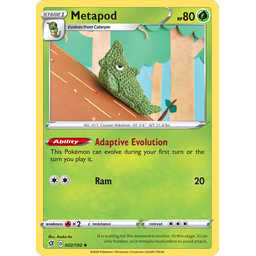 STAGE 1
Metapod
HP 80
Evolves from Caterpie
NO. 011 Cocoon Pokémon HT: 2'4" WT: 21.8 lbs.
Ability Adaptive Evolution
This Pokémon can evolve during your first turn or the
turn you play it.
Ram 20
weakness ×2 resistance retreat
002/192
It is waiting for the moment to evolve. At this stage, it can
only harden, so it remains motionless to avoid attack.
©2020 Pokémon / Nintendo / Creatures / GAME FREAK